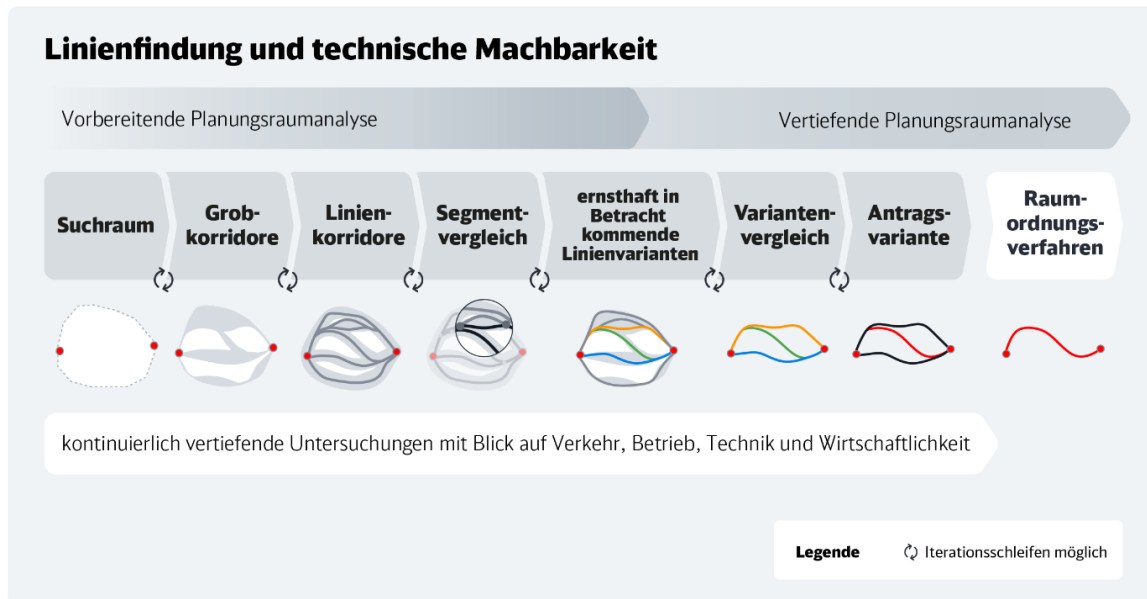 Linienfindung und technische Machbarkeit
Vorbereitende Planungsraumanalyse
Vertiefende Planungsraumanalyse
Suchraum
Grob-
korridore
Linien-
korridore
Segment-
vergleich
ernsthaft in
Betracht
kommende
Linienvarianten
Varianten-
vergleich
Antrags-
variante
Raum-
ordnungs-
verfahren
kontinuierlich vertiefende Untersuchungen mit Blick auf Verkehr, Betrieb, Technik und Wirtschaftlichkeit
Legende
Iterationsschleifen möglich